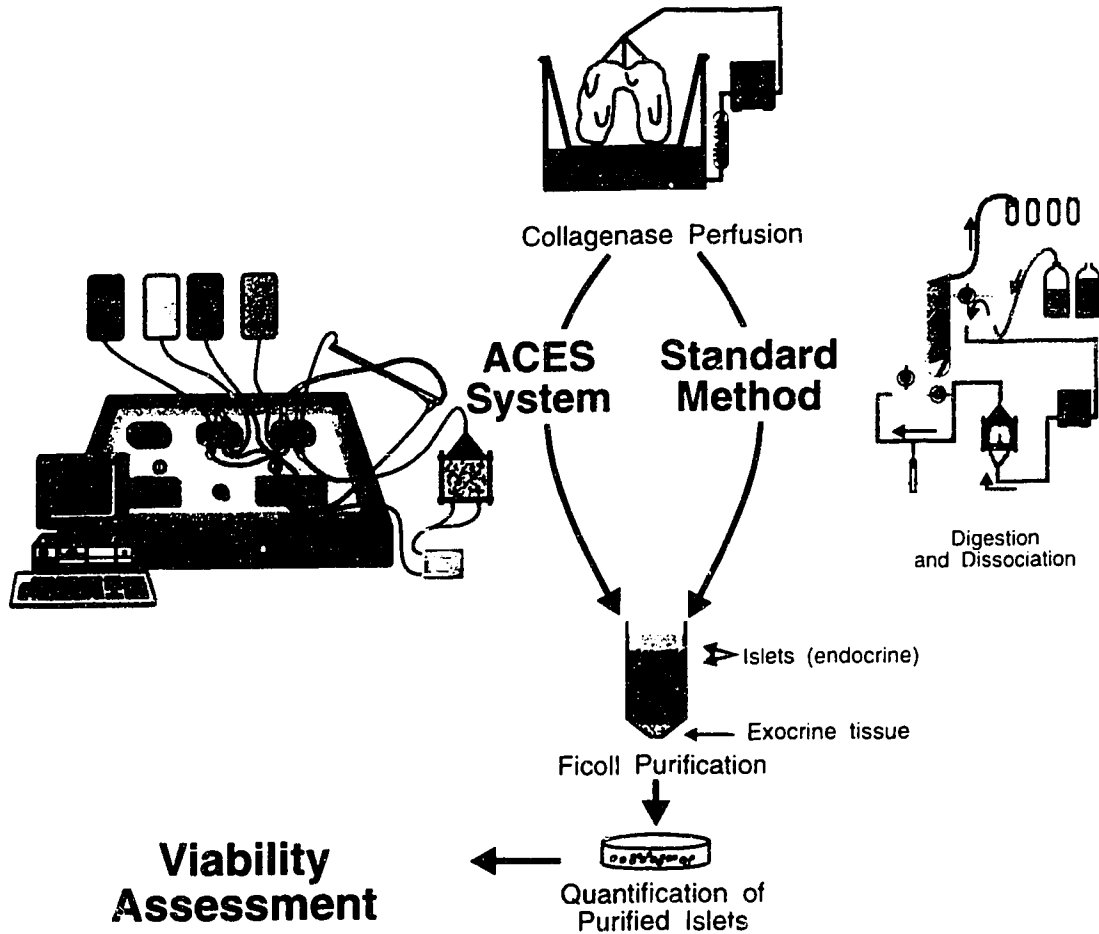 Collagenase Perfusion
ACES
System
Standard
Method
Digestion
and Dissociation
Islets (endocrine)
Exocrine tissue
Ficoll Purification
Quantification of
Purified Islets
Viability
Assessment